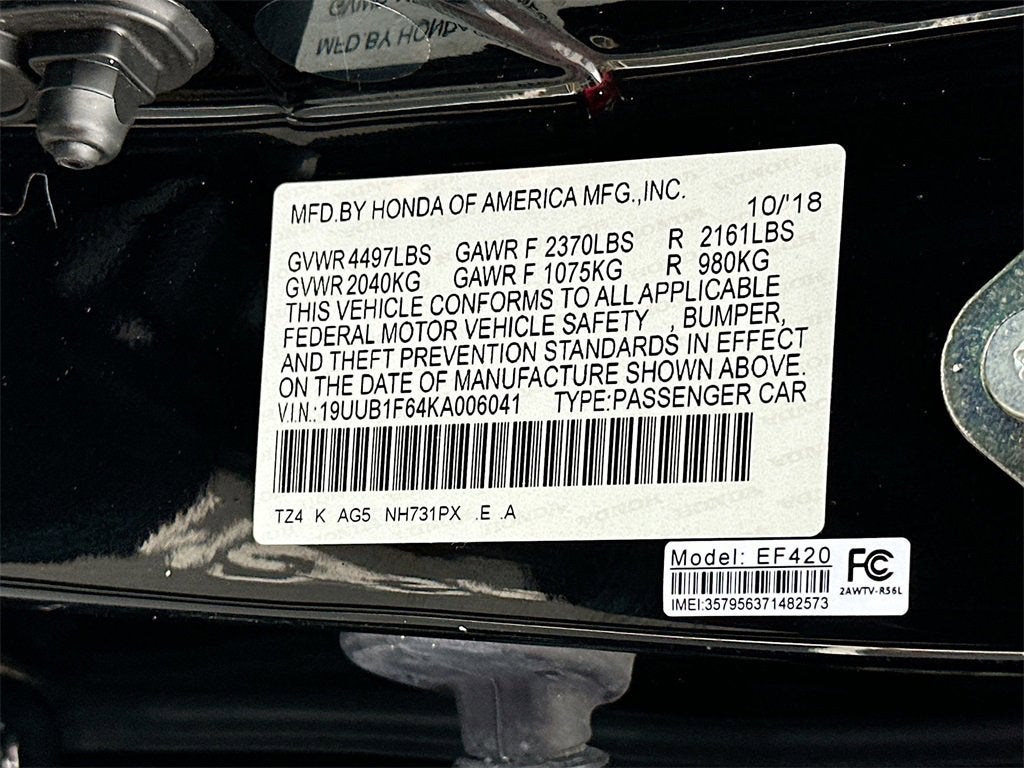 MFD.BY HONDA OF AMERICA MFG.,INC.
10/'18
GVWR 4497LBS GAWR F 2370LBS R 2161LBS
GVWR 2040KG GAWR F 1075KG R 980KG
THIS VEHICLE CONFORMS TO ALL APPLICABLE
FEDERAL MOTOR VEHICLE SAFETY , BUMPER,
AND THEFT PREVENTION STANDARDS IN EFFECT
ON THE DATE OF MANUFACTURE SHOWN ABOVE.
V.I.N.:19UUB1F64KA006041 TYPE:PASSENGER CAR
TZ4 K AG5 NH731PX .E .A
Model: EF420
FC
2AWTV-R56L
IMEI:357956371482573